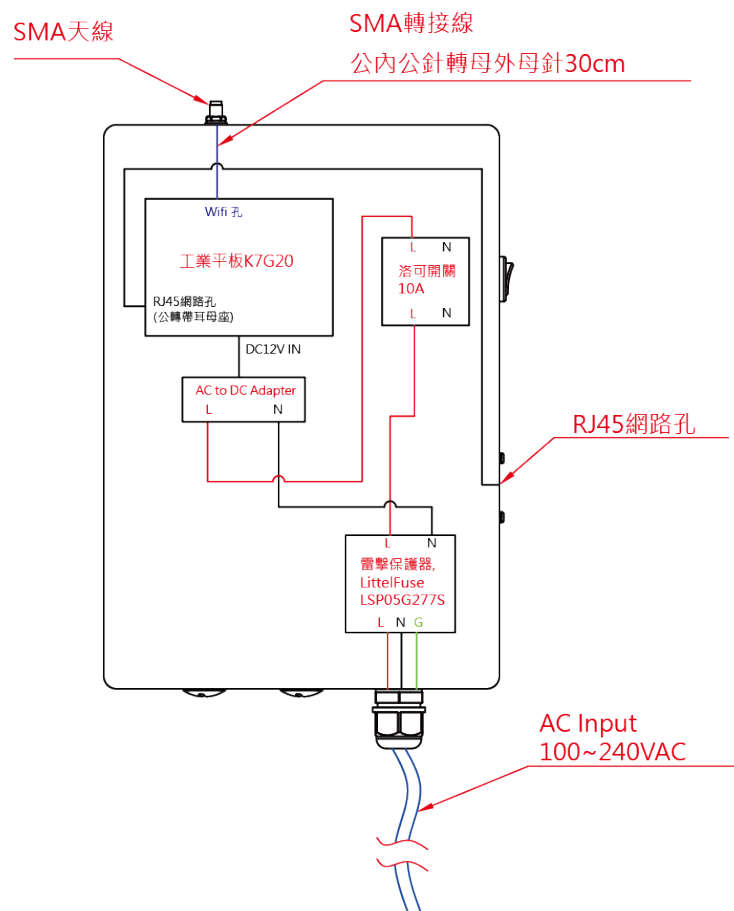 SMA天線
SMA轉接線
公內公針轉母外母針30cm
Wifi 孔
工業平板K7G20
RJ45網路孔
(公轉帶耳母座)
DC12V IN
AC to DC Adapter
L N
L N
洛可開關
10A
L N
RJ45網路孔
L N
雷擊保護器,
LittelFuse
LSP05G277S
L N G
AC Input
100~240VAC